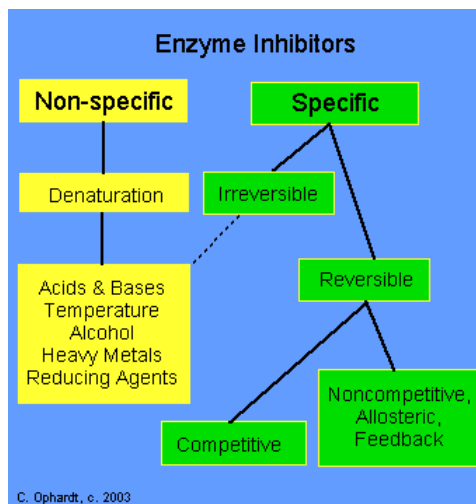 Enzyme Inhibitors
Non-specific
Specific
Denaturation
Irreversible
Acids & Bases
Temperature
Alcohol
Heavy Metals
Reducing Agents
Reversible
Competitive
Noncompetitive,
Allosteric,
Feedback
C. Ophardt, c. 2003